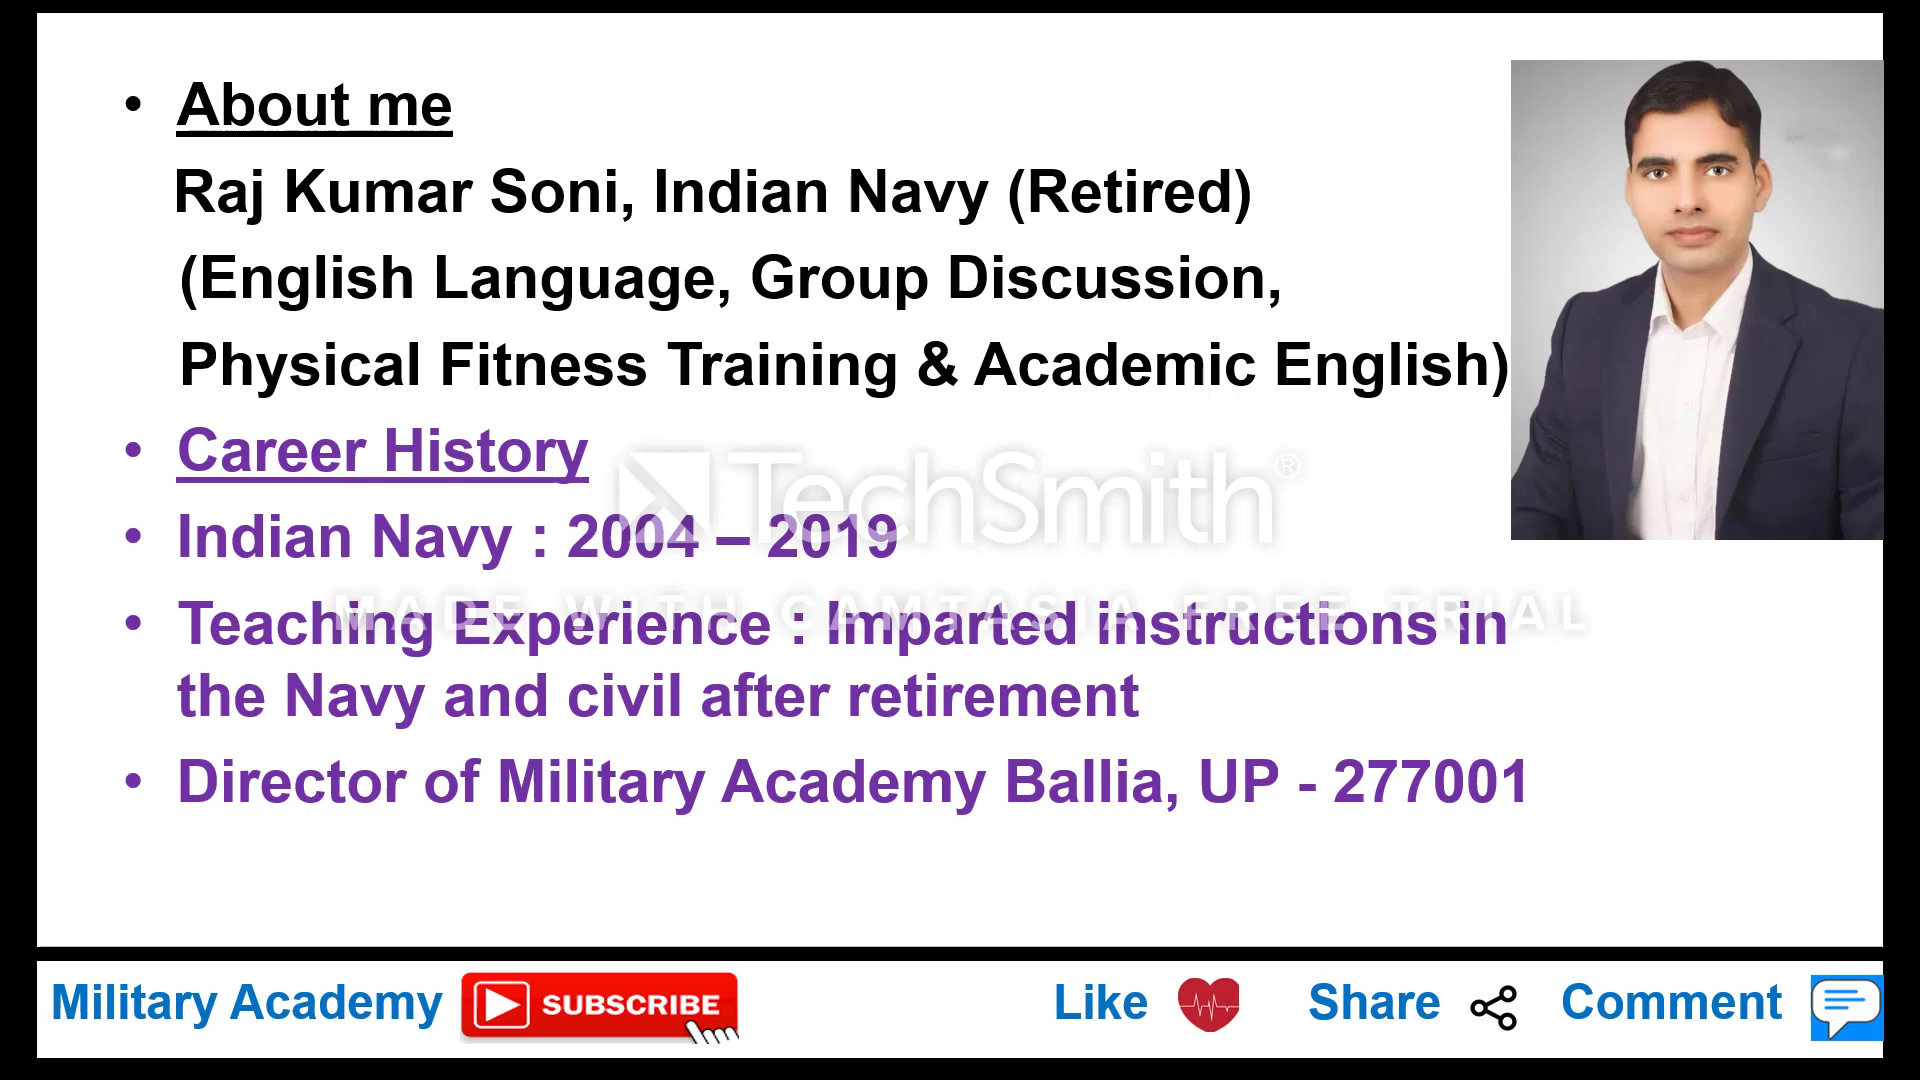 • About me
Raj Kumar Soni, Indian Navy (Retired)
(English Language, Group Discussion,
Physical Fitness Training & Academic English)
• Career History
• Indian Navy : 2004 – 2019
• Teaching Experience : Imparted instructions in
the Navy and civil after retirement
• Director of Military Academy Ballia, UP - 277001
TechSmith®
MADE WITH CAMTASIA FREE TRIAL
Military Academy SUBSCRIBE Like Share Comment